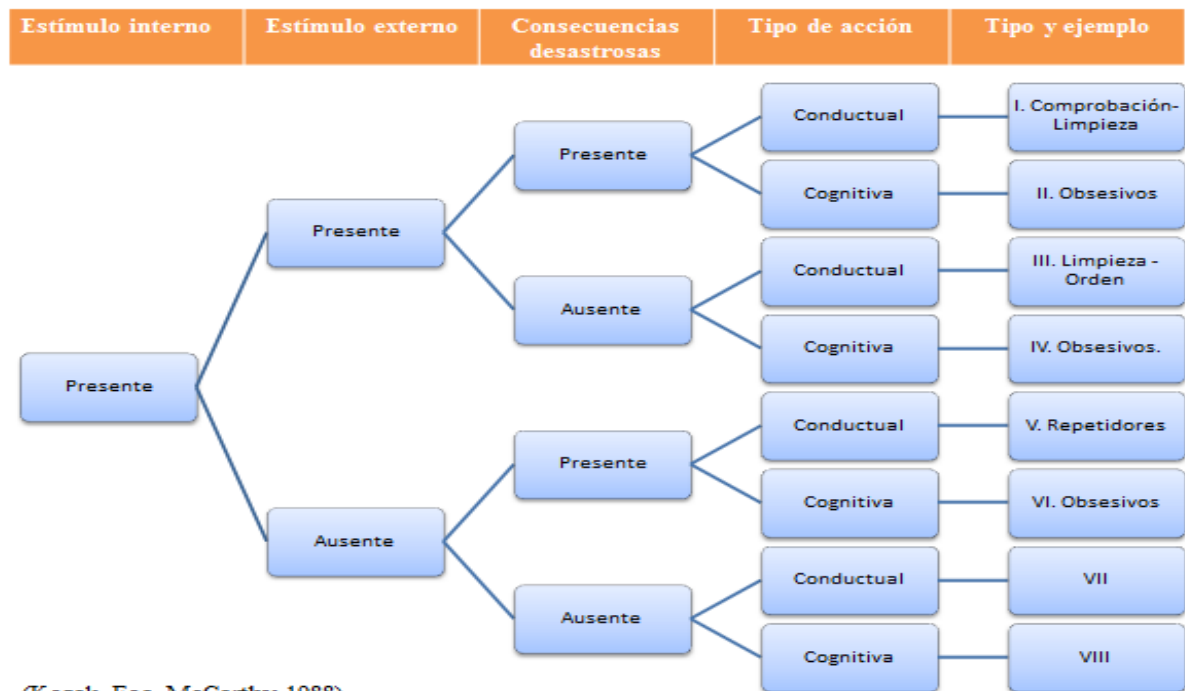 Estímulo interno
Estímulo externo
Consecuencias
desastrosas
Tipo de acción
Tipo y ejemplo
Presente
Presente
Ausente
Presente
Ausente
Presente
Ausente
Conductual
Cognitiva
Conductual
Cognitiva
Conductual
Cognitiva
Conductual
Cognitiva
I. Comprobación-
Limpieza
II. Obsesivos
III. Limpieza -
Orden
IV. Obsesivos.
V. Repetidores
VI. Obsesivos
VII
VIII